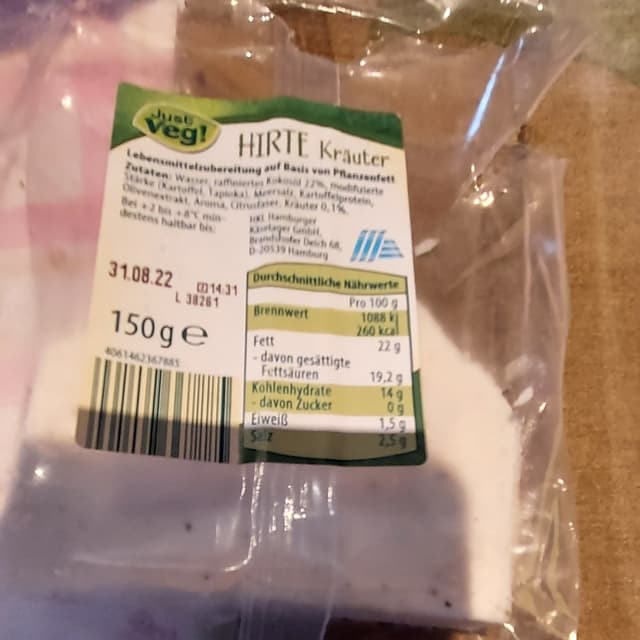 Just
Veg!
HIRTE Kräuter
Lebensmittelzubereitung auf Basis von Pflanzenfett
Zutaten: Wasser, raffiniertes Kokosöl 22%, modifizierte
Stärke (Kartoffel, Tapioka), Meersalz, Kartoffelprotein,
Olivenextrakt, Aroma, Citrusfaser, Kräuter 0,1%.
Bei +2 bis +8°C min-
destens haltbar bis:
Hamburger
Käselager GmbH,
Brandshofer Deich 68,
D-20539 Hamburg
31.08.22
14:31
L 38261
150g e
4061462367885
Durchschnittliche Nährwerte
Pro 100 g
Brennwert 1088 kJ
260 kcal
Fett 22 g
- davon gesättigte
Fettsäuren 19,2 g
Kohlenhydrate 14 g
- davon Zucker 0 g
Eiweiß 1,5 g
Salz 2,5 g